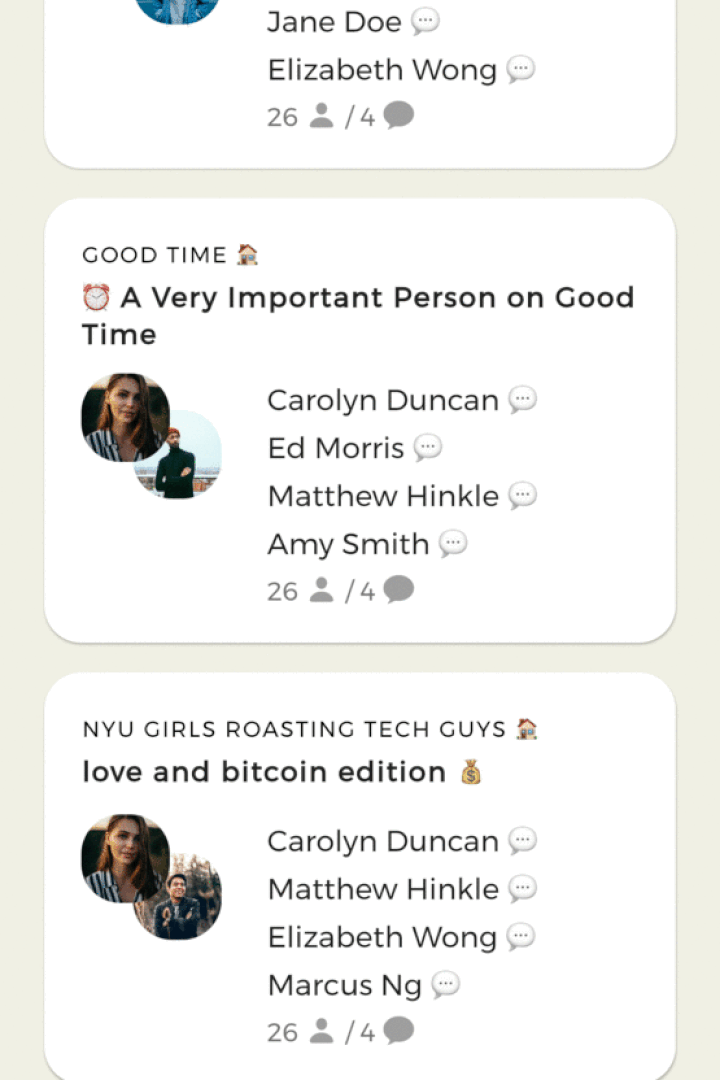 Jane Doe 💬
Elizabeth Wong 💬
26 👤 / 4 💬
GOOD TIME 🏠
⏰ A Very Important Person on Good
Time
Carolyn Duncan 💬
Ed Morris 💬
Matthew Hinkle 💬
Amy Smith 💬
26 👤 / 4 💬
NYU GIRLS ROASTING TECH GUYS 🏠
love and bitcoin edition 💰
Carolyn Duncan 💬
Matthew Hinkle 💬
Elizabeth Wong 💬
Marcus Ng 💬
26 👤 / 4 💬